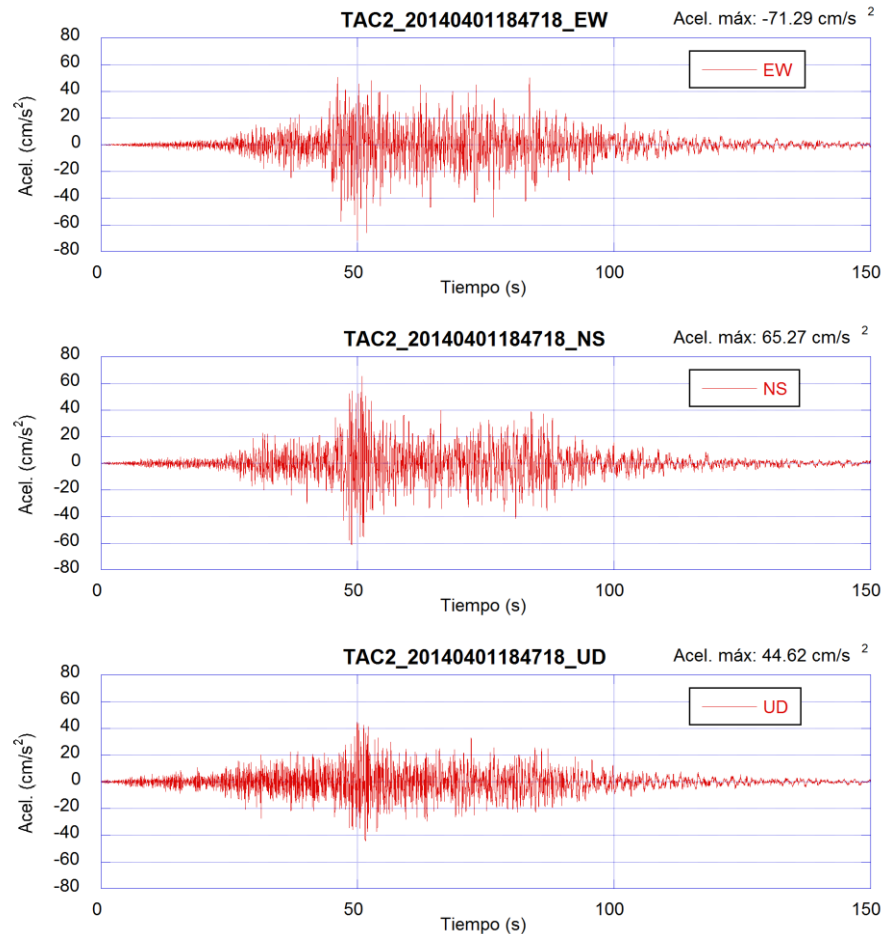 TAC2_20140401184718_EW Acel. máx: -71.29 cm/s 2
80
60
40
20
0
-20
-40
-60
-80
Acel. (cm/s2)
EW
0 50 100 150
Tiempo (s)
TAC2_20140401184718_NS Acel. máx: 65.27 cm/s 2
80
60
40
20
0
-20
-40
-60
-80
Acel. (cm/s2)
NS
0 50 100 150
Tiempo (s)
TAC2_20140401184718_UD Acel. máx: 44.62 cm/s 2
80
60
40
20
0
-20
-40
-60
-80
Acel. (cm/s2)
UD
0 50 100 150
Tiempo (s)